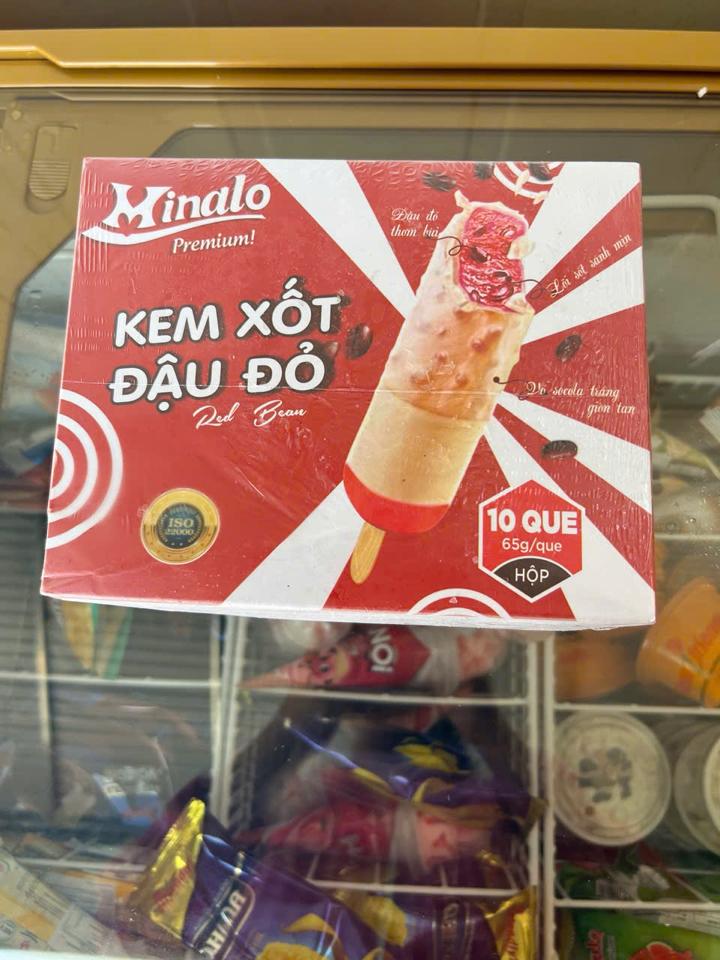 Minalo
Premium!
KEM XỐT
ĐẬU ĐỎ
Red Bean
Đậu đỏ
thơm bùi
Lõi sốt sánh mịn
Vỏ socola trắng
giòn tan
ISO
22000
10 QUE
65g/que
HỘP